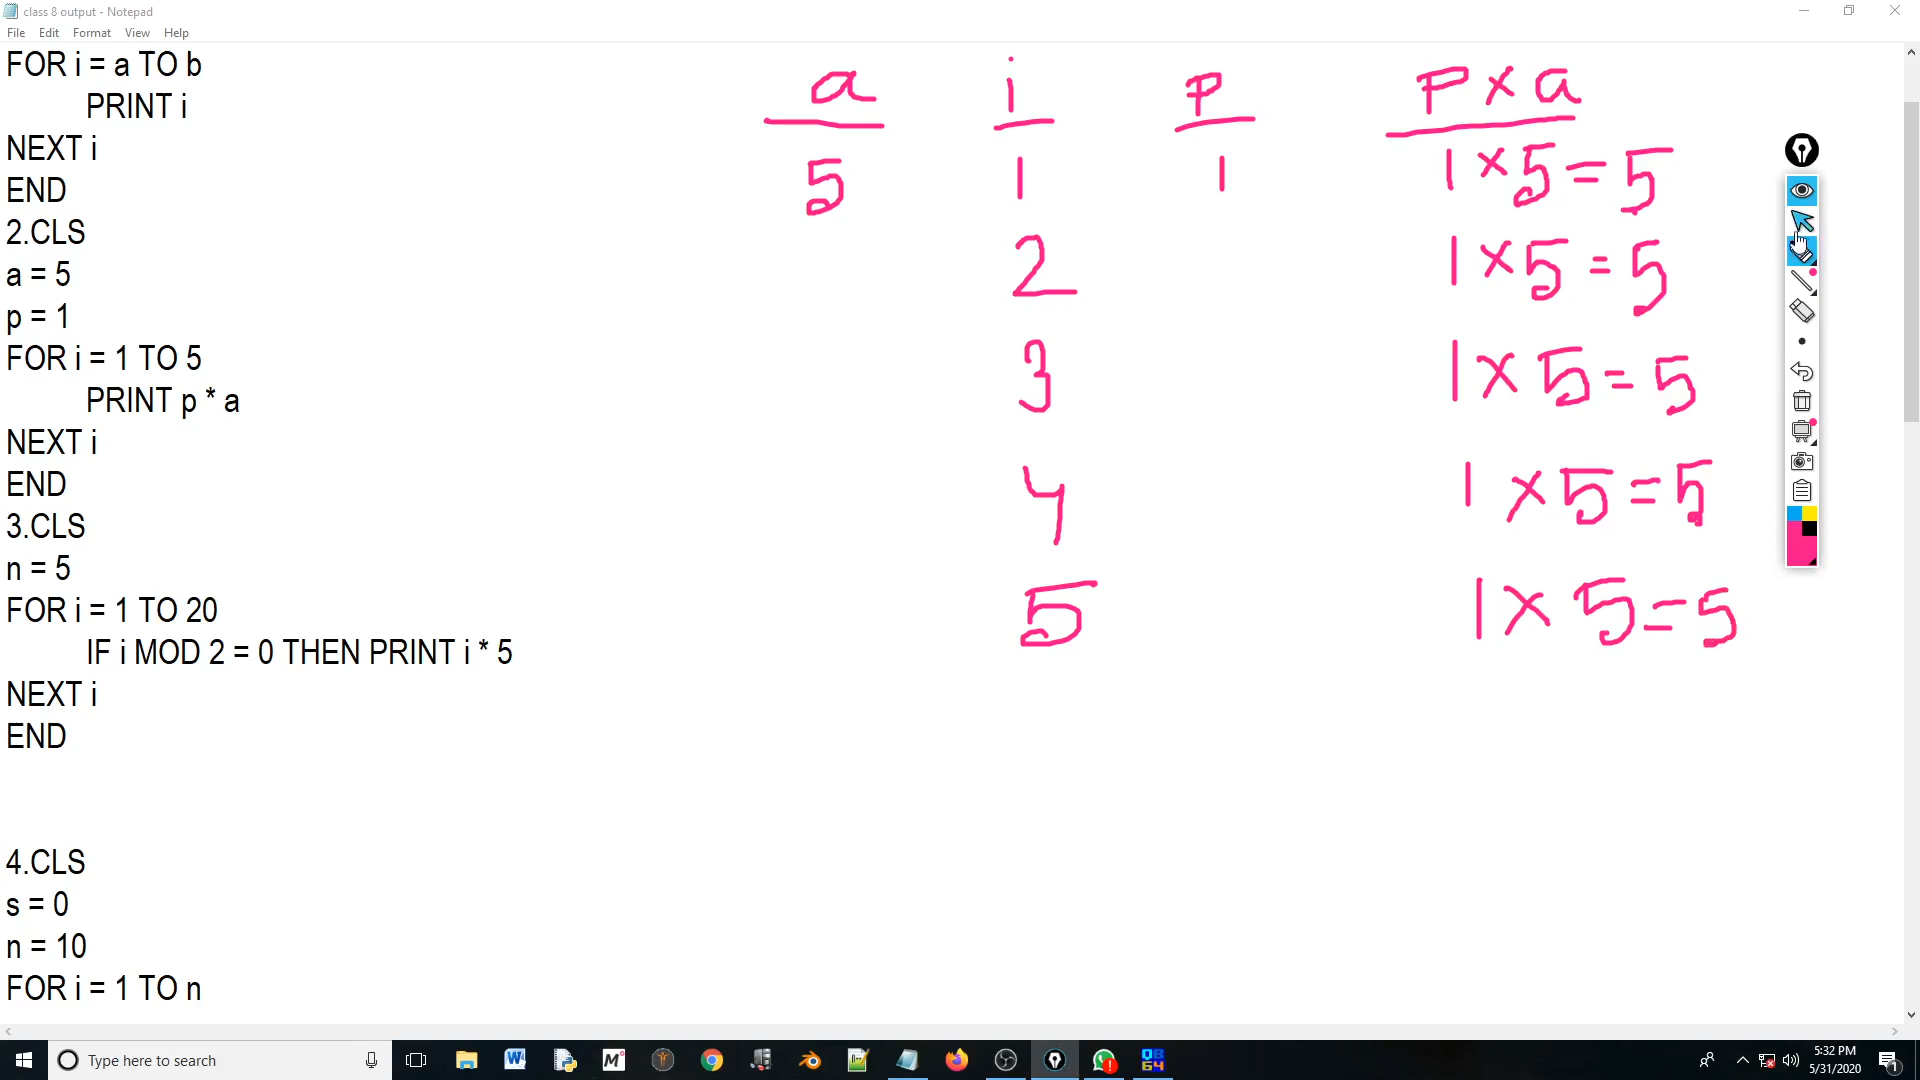 class 8 output - Notepad
File Edit Format View Help
FOR i = a TO b
PRINT i
NEXT i
END
2.CLS
a = 5
p = 1
FOR i = 1 TO 5
PRINT p * a
NEXT i
END
3.CLS
n = 5
FOR i = 1 TO 20
IF i MOD 2 = 0 THEN PRINT i * 5
NEXT i
END
4.CLS
s = 0
n = 10
FOR i = 1 TO n
a i p P x a
5 1 1 1 x 5 = 5
2 1 x 5 = 5
3 1 x 5 = 5
4 1 x 5 = 5
5 1 x 5 = 5
Type here to search
5:32 PM
5/31/2020